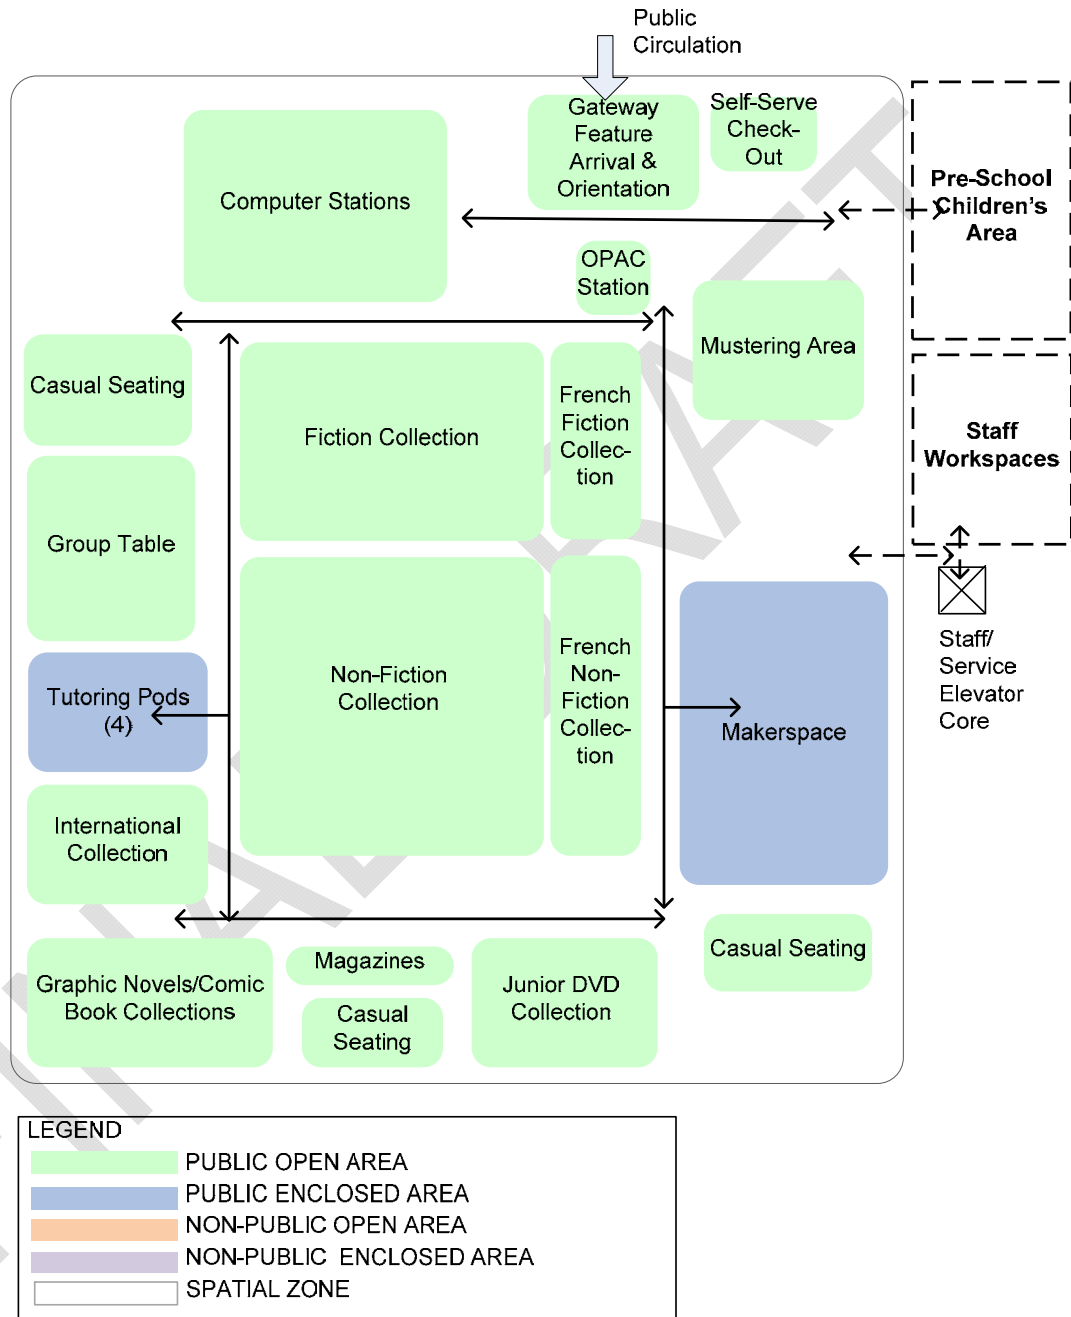 Public
Circulation
Gateway
Feature
Arrival &
Orientation
Self-Serve
Check-
Out
Computer Stations
Pre-School
Children's
Area
OPAC
Station
Mustering Area
Casual Seating
Fiction Collection
French
Fiction
Collec-
tion
Staff
Workspaces
Group Table
Non-Fiction
Collection
French
Non-
Fiction
Collec-
tion
Tutoring Pods
(4)
Makerspace
Staff/
Service
Elevator
Core
International
Collection
Casual Seating
Graphic Novels/Comic
Book Collections
Magazines
Casual
Seating
Junior DVD
Collection
LEGEND
PUBLIC OPEN AREA
PUBLIC ENCLOSED AREA
NON-PUBLIC OPEN AREA
NON-PUBLIC ENCLOSED AREA
SPATIAL ZONE